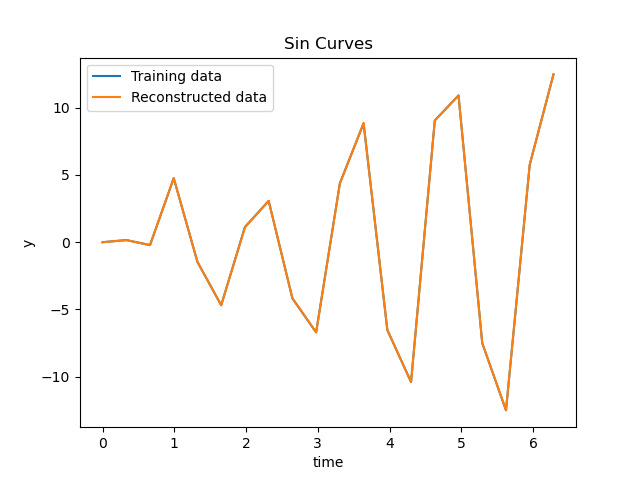 Sin Curves
Training data
Reconstructed data
10
5
0
−5
−10
y
0 1 2 3 4 5 6
time